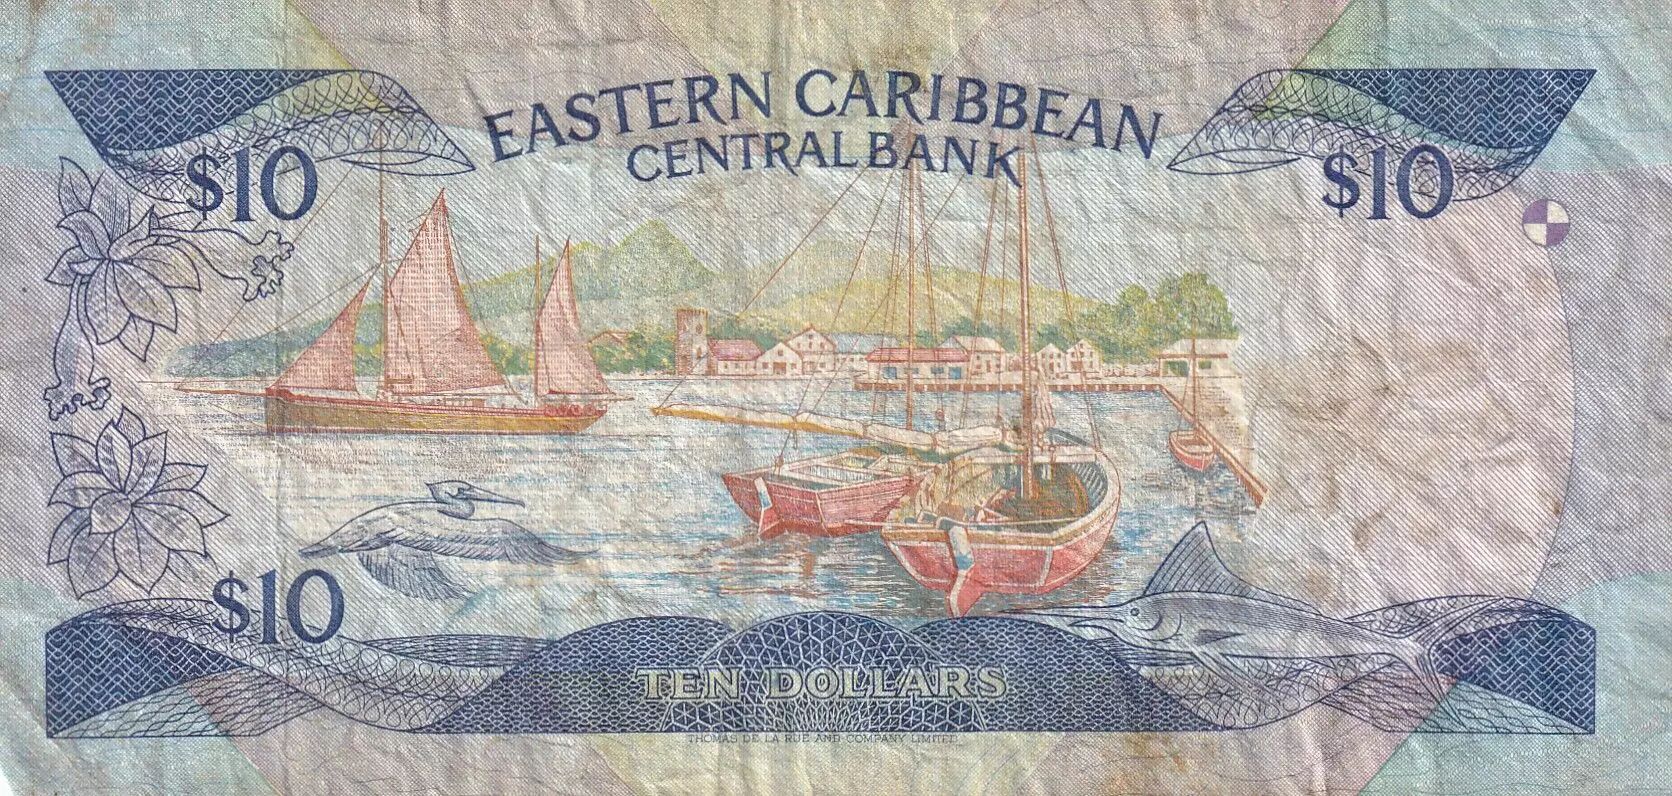 EASTERN CARIBBEAN
CENTRAL BANK
$10
$10
$10
TEN DOLLARS
THOMAS DE LA RUE AND COMPANY LIMITED